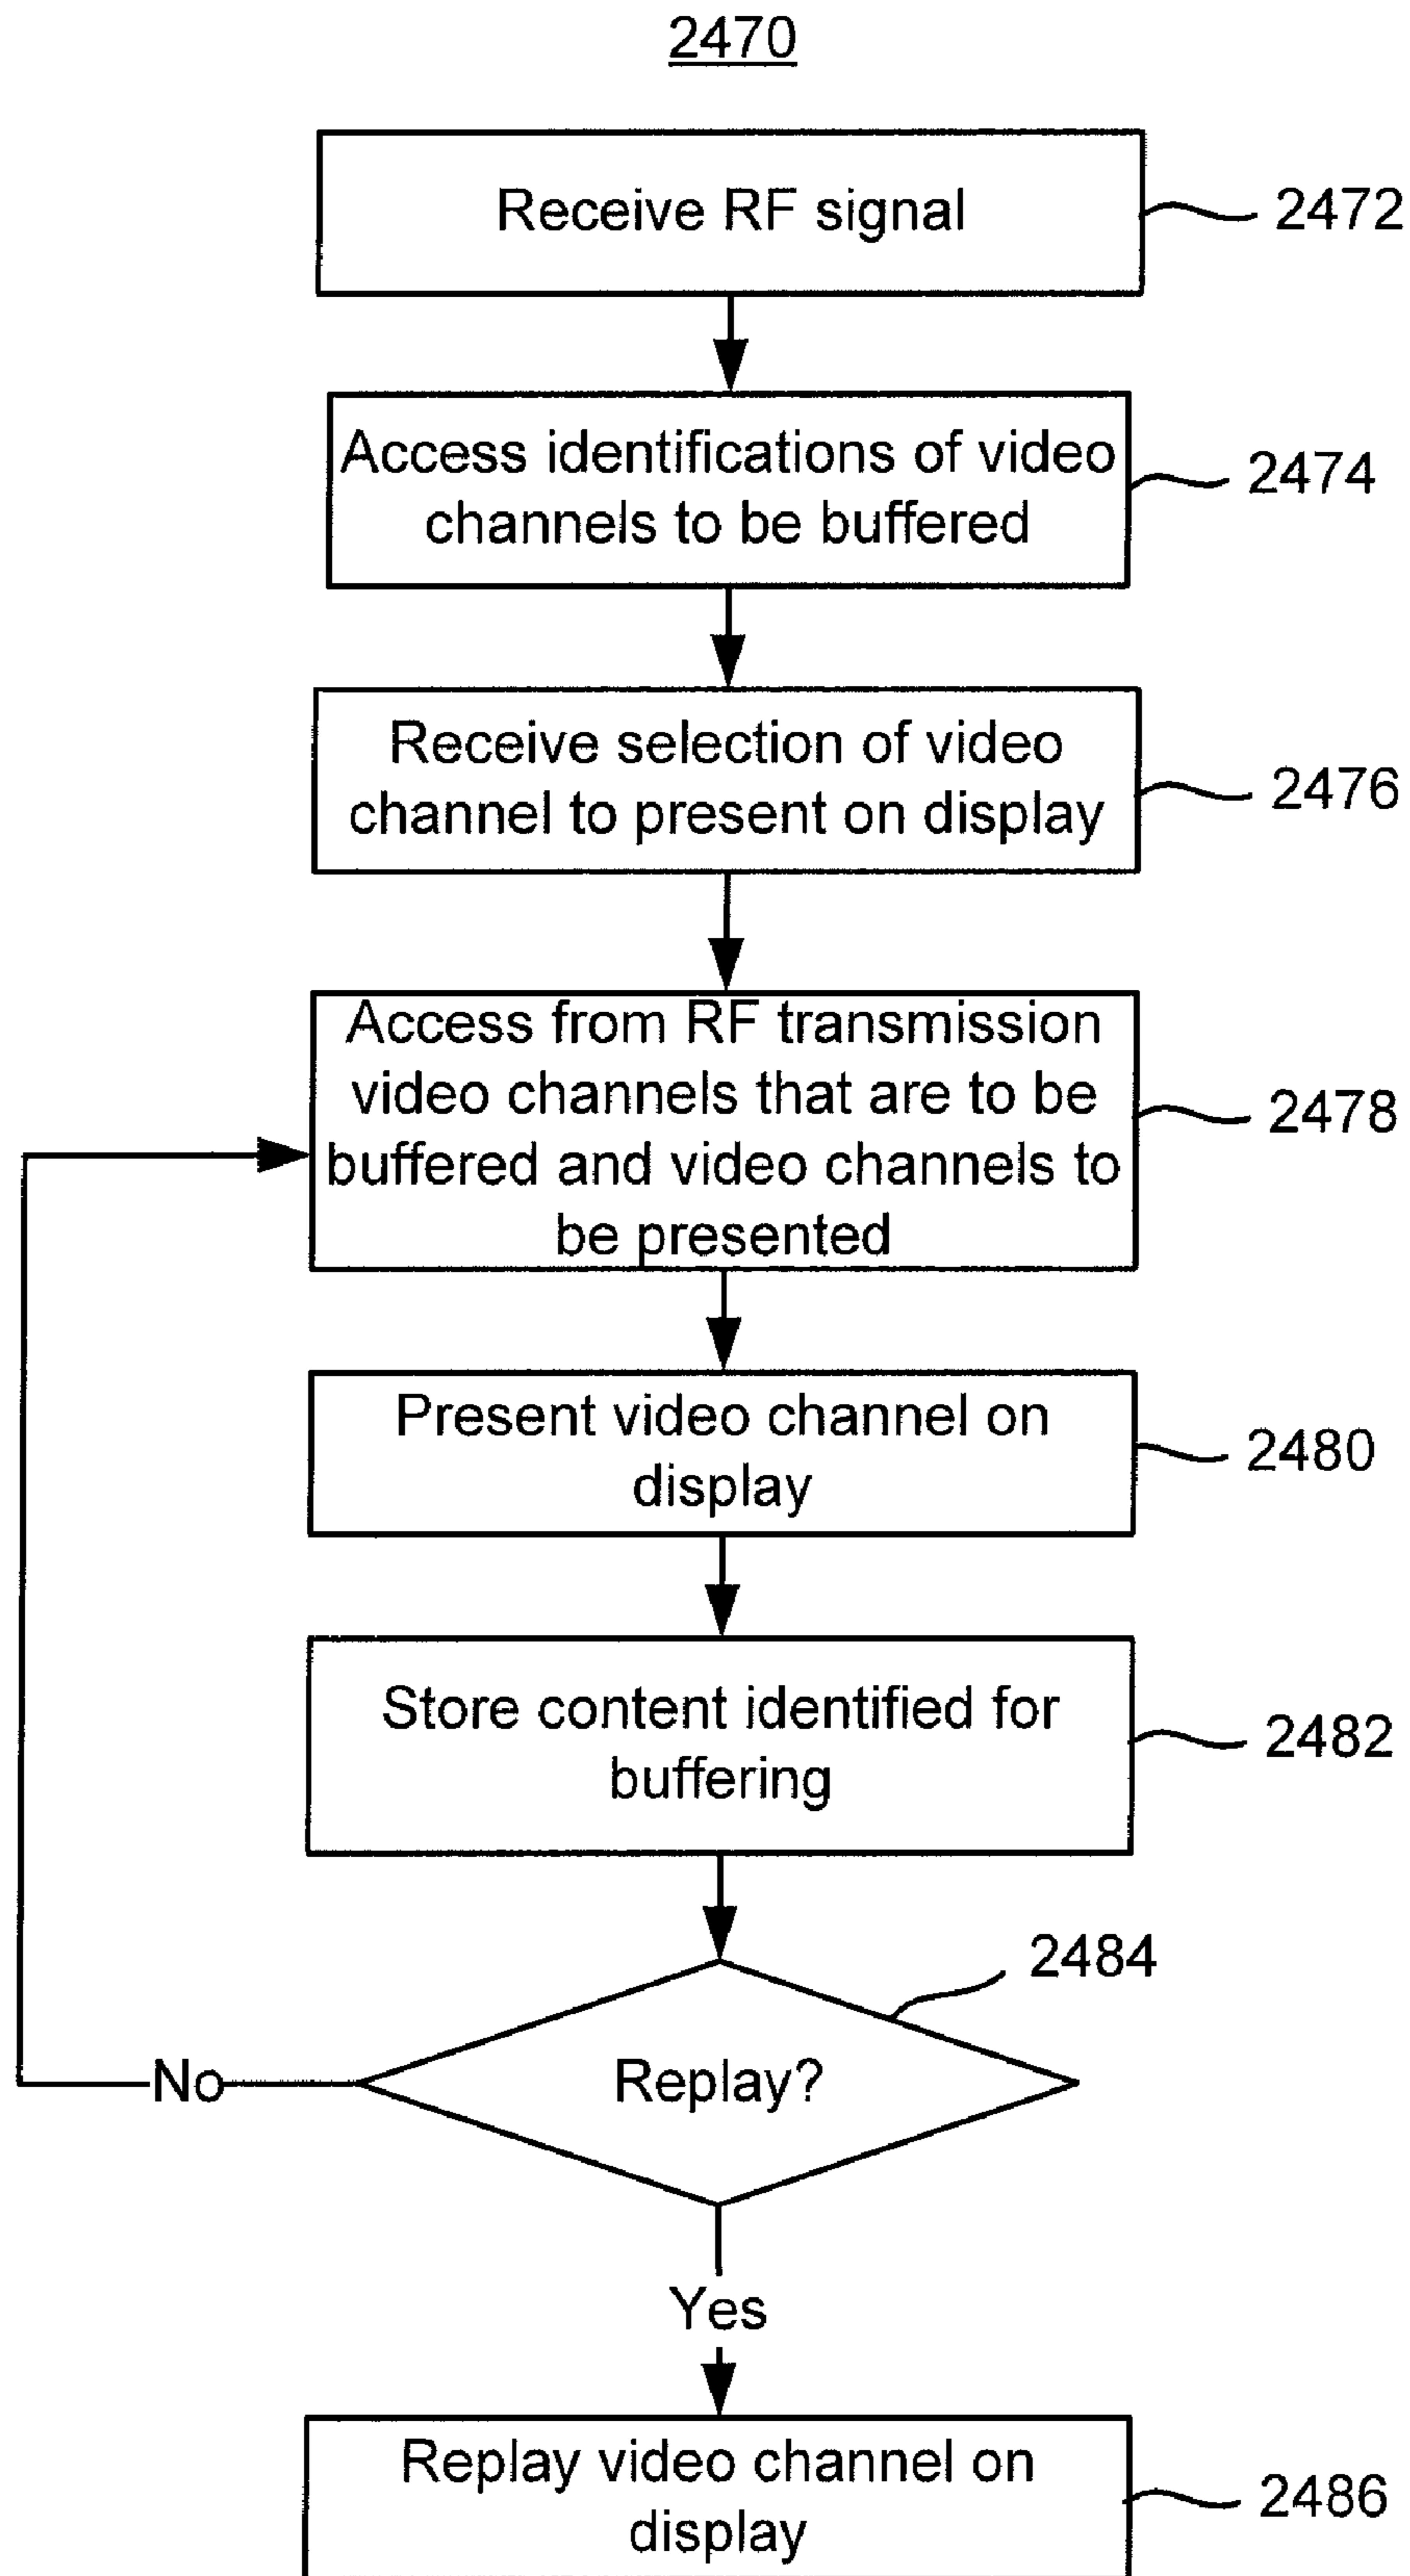 2470
Receive RF signal
2472
Access identifications of video
channels to be buffered
2474
Receive selection of video
channel to present on display
2476
Access from RF transmission
video channels that are to be
buffered and video channels to
be presented
2478
Present video channel on
display
2480
Store content identified for
buffering
2482
2484
Replay?
No
Yes
Replay video channel on
display
2486